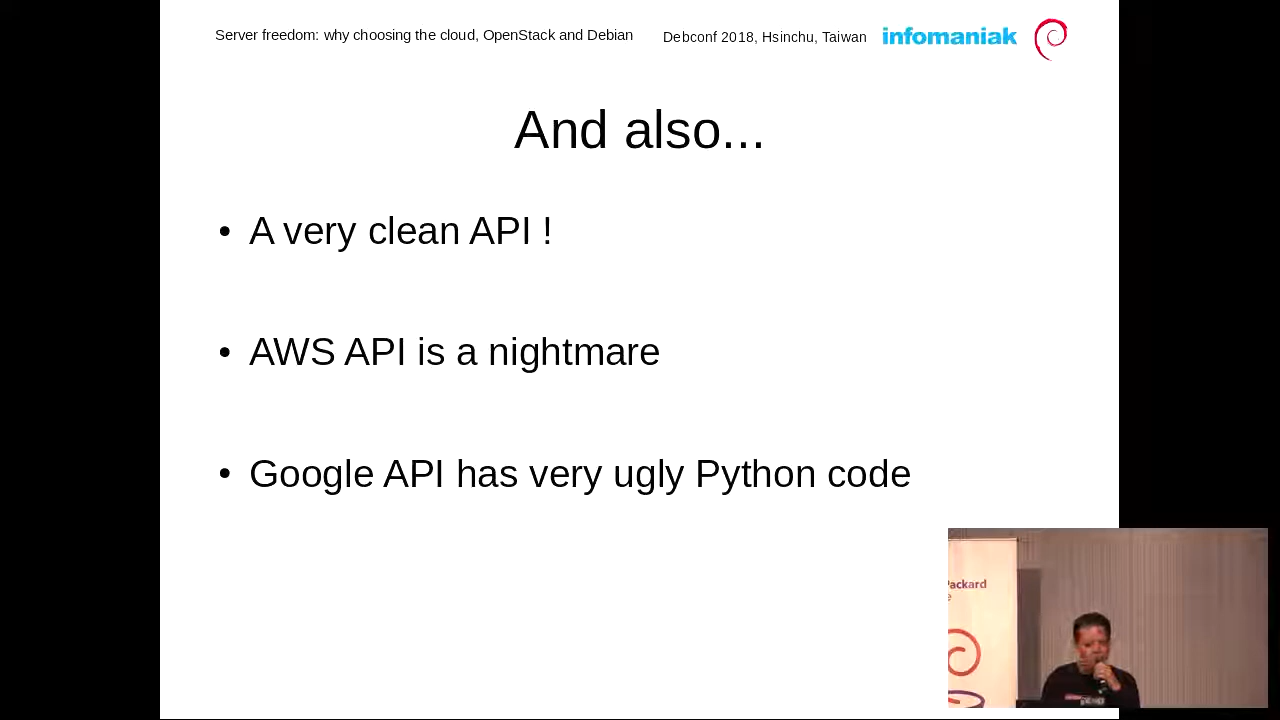 Server freedom: why choosing the cloud, OpenStack and Debian
Debconf 2018, Hsinchu, Taiwan
infomaniak
And also...
• A very clean API !
• AWS API is a nightmare
• Google API has very ugly Python code
Packard